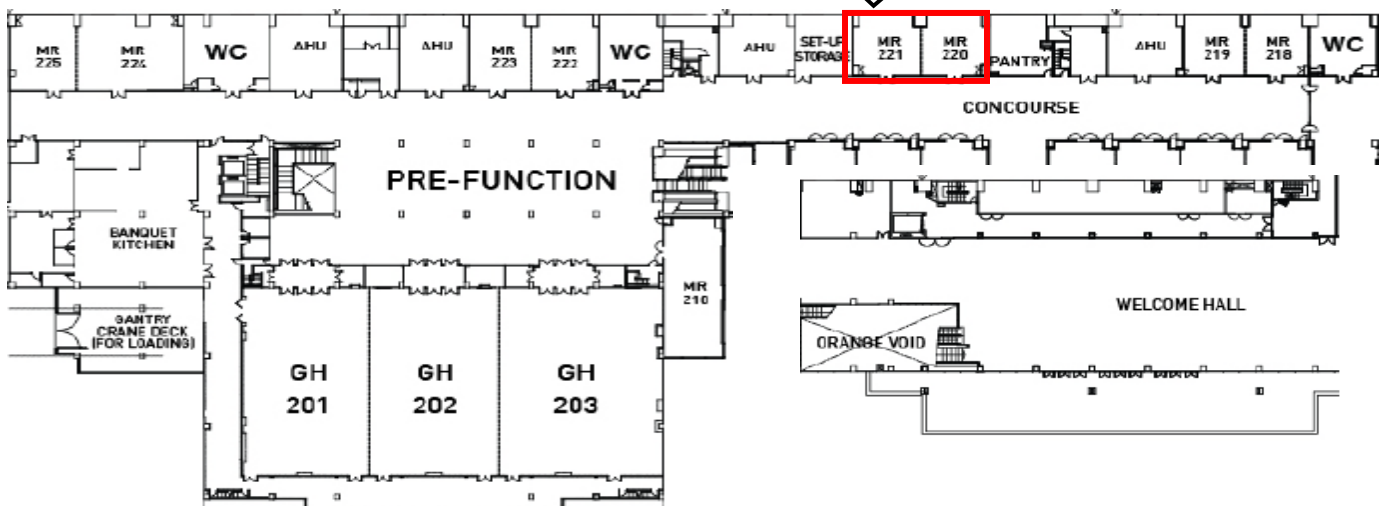 MR
225
MR
224
WC
AHU
AHU
MR
223
MR
222
WC
AHU
SET-UP
STORAGE
MR
221
MR
220
PANTRY
AHU
MR
219
MR
218
WC
CONCOURSE
PRE-FUNCTION
BANQUET
KITCHEN
MR
210
GANTRY
CRANE DECK
(FOR LOADING)
WELCOME HALL
ORANGE VOID
GH
201
GH
202
GH
203